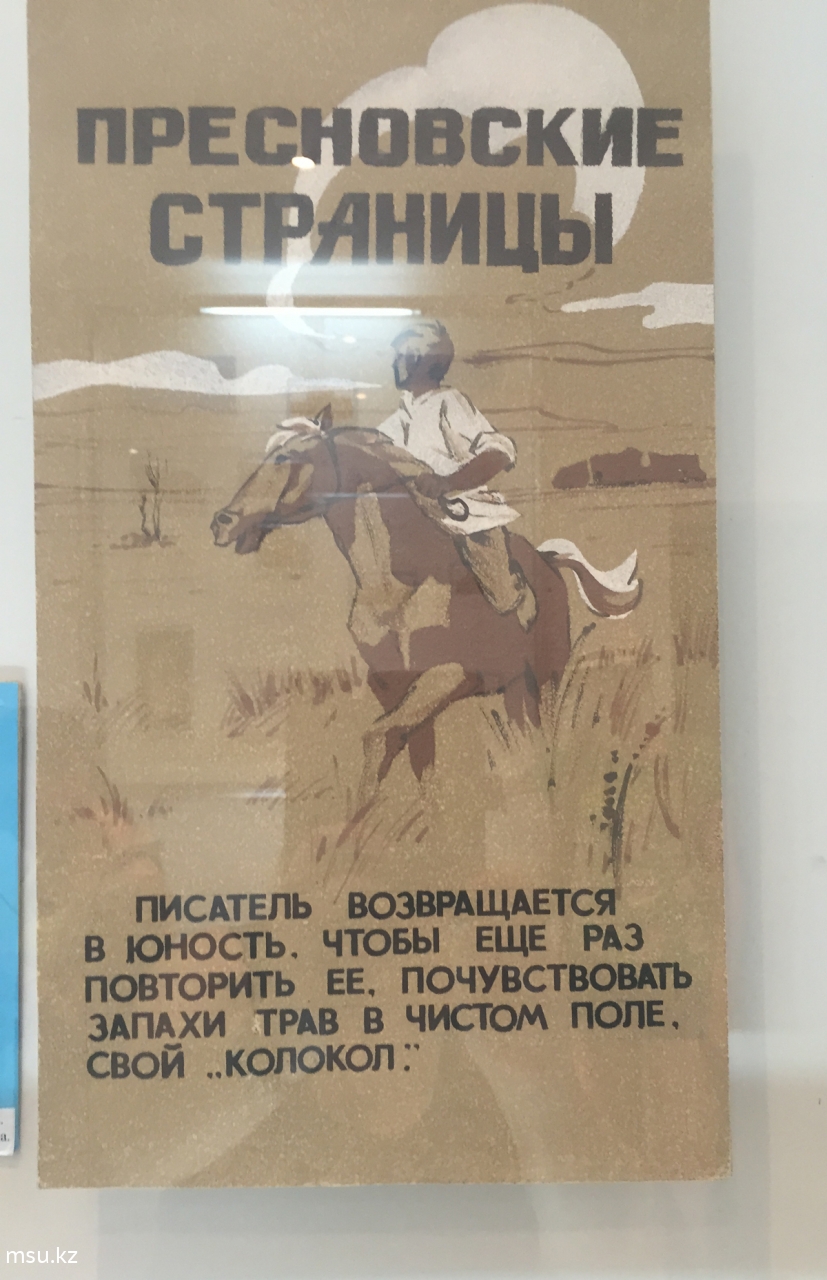 ПРЕСНОВСКИЕ
СТРАНИЦЫ
ПИСАТЕЛЬ ВОЗВРАЩАЕТСЯ
В ЮНОСТЬ, ЧТОБЫ ЕЩЕ РАЗ
ПОВТОРИТЬ ЕЕ, ПОЧУВСТВОВАТЬ
ЗАПАХИ ТРАВ В ЧИСТОМ ПОЛЕ,
СВОЙ „КОЛОКОЛ."
msu.kz